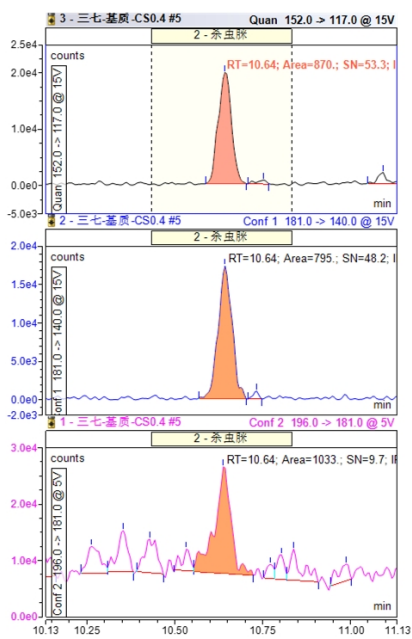 3 - 三七-基质-CS0.4 #5 Quan 152.0 -> 117.0 @ 15V
2 - 杀虫脒
2.5e4
counts
RT=10.64; Area=870.; SN=53.3; I
2.0e4
1.0e4
0.0e0
-5.0e3
Quan 152.0 -> 117.0 @ 15V
min
2 - 三七-基质-CS0.4 #5 Conf 1 181.0 -> 140.0 @ 15V
2 - 杀虫脒
2.0e4
counts
RT=10.64; Area=795.; SN=48.2; I
1.5e4
1.0e4
5.0e3
0.0e0
-2.0e3
onf 1 181.0 -> 140.0 @ 15V
min
1 - 三七-基质-CS0.4 #5 Conf 2 196.0 -> 181.0 @ 5V
2 - 杀虫脒
3.0e4
counts
RT=10.64; Area=1033.; SN=9.7; IF
2.0e4
1.0e4
0.0e0
Conf 2 196.0 -> 181.0 @ 5V
min
10.13 10.25 10.50 10.75 11.00 11.13